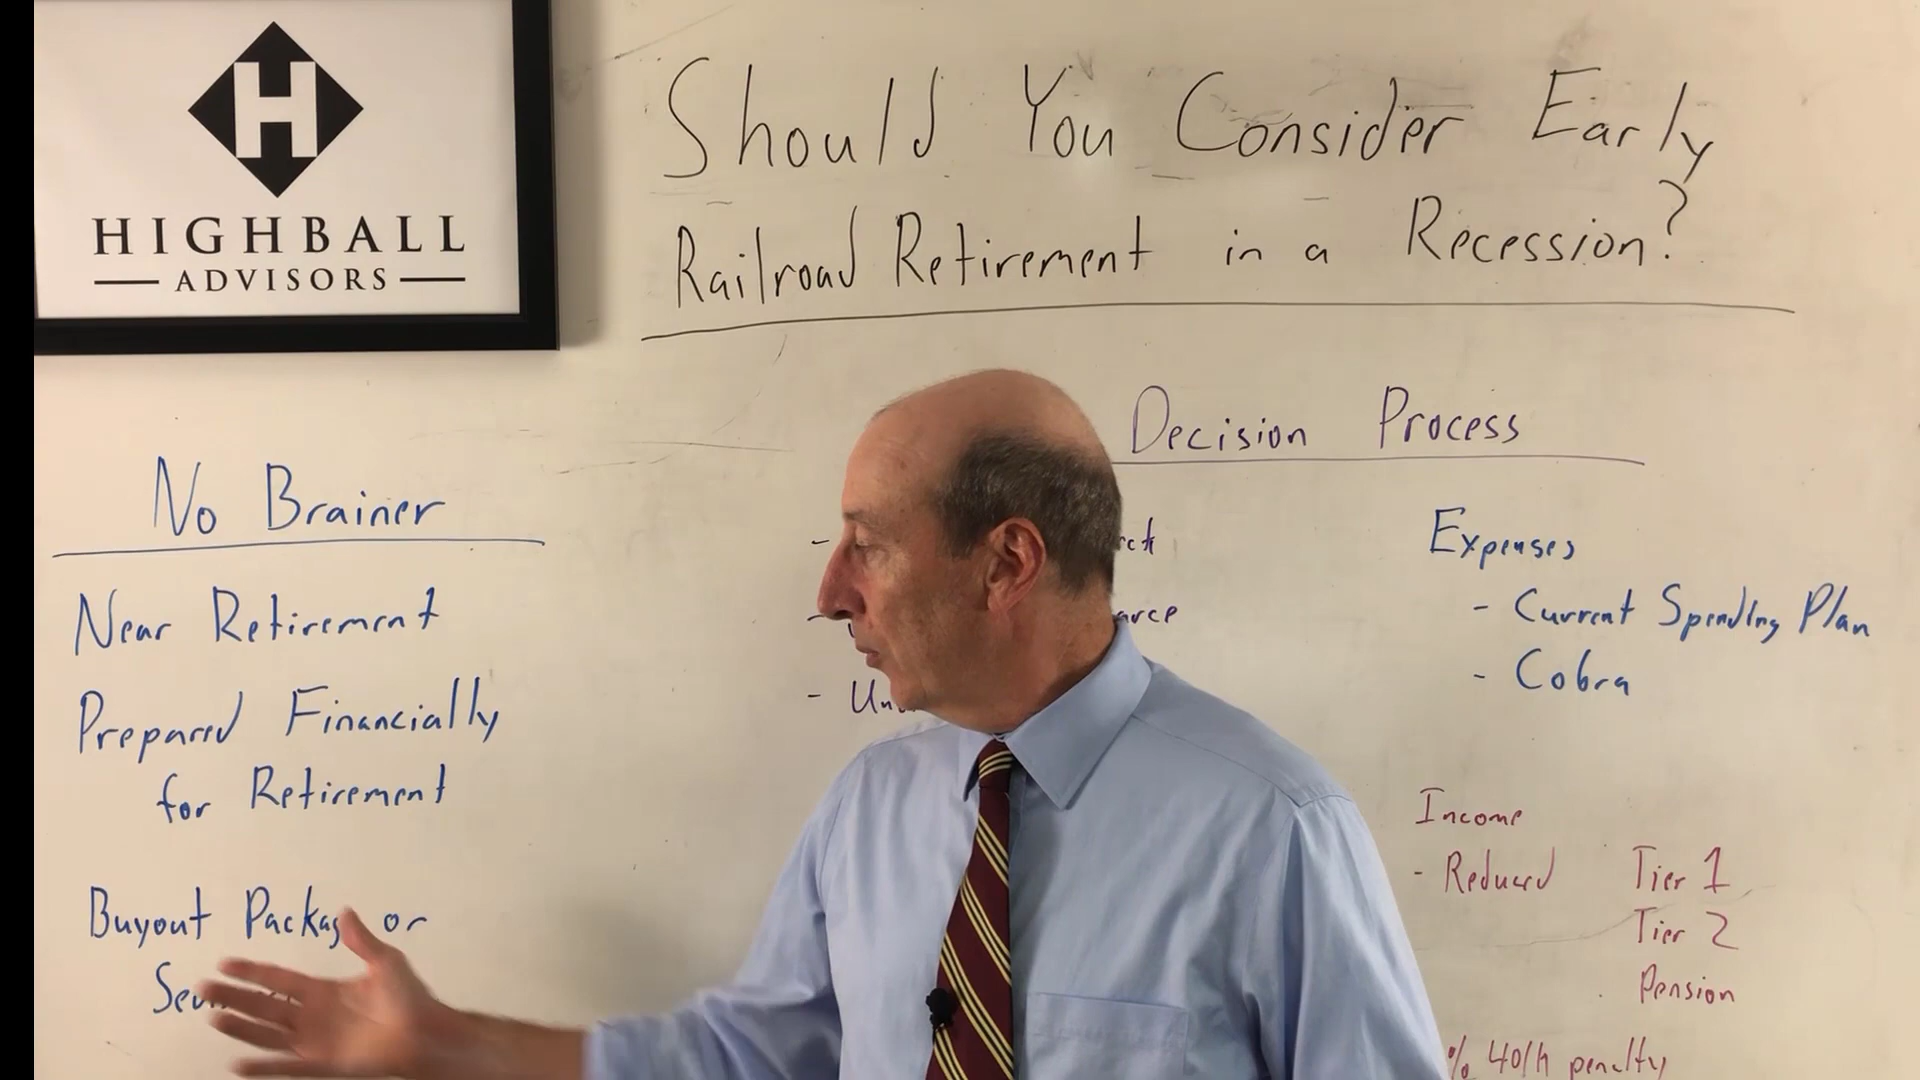 H
HIGHBALL
ADVISORS
Should You Consider Early
Railroad Retirement in a Recession?
Decision Process
No Brainer
Near Retirement
Prepared Financially
for Retirement
Buyout Package or
Expenses
- Current Spending Plan
- Cobra
Income
- Reduced Tier 1
Tier 2
Pension
% 401k penalty